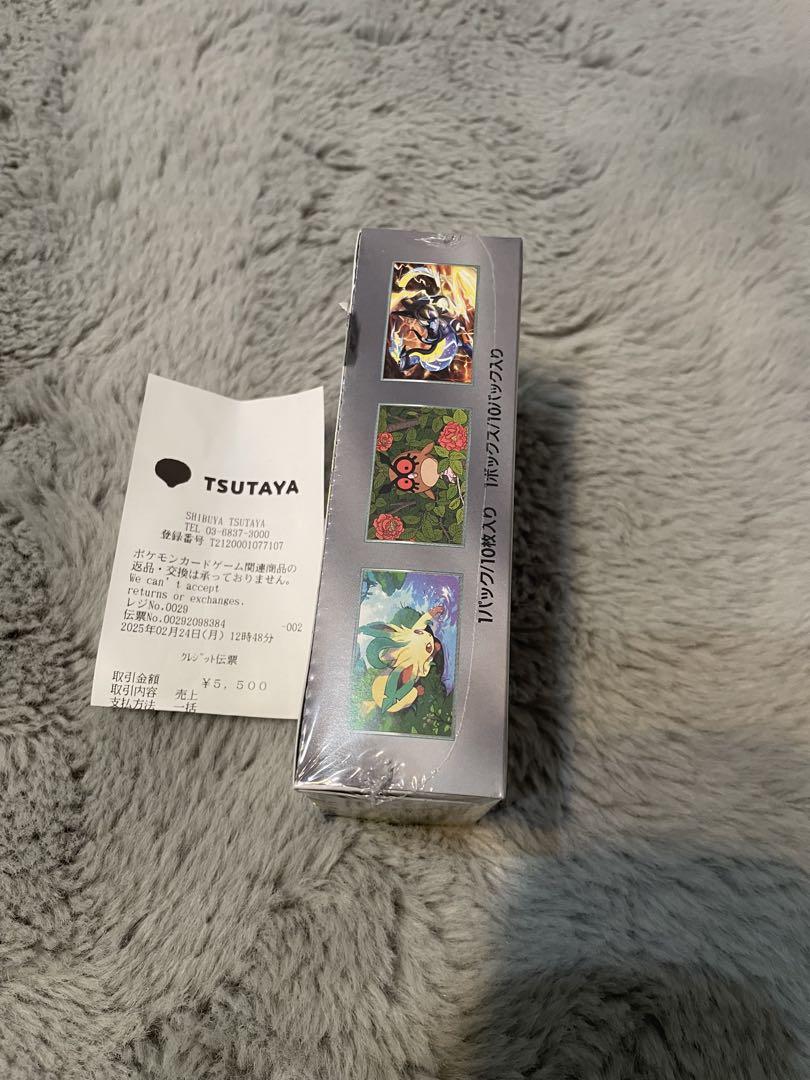 TSUTAYA
SHIBUYA TSUTAYA
TEL 03-6837-3000
登録番号 T2120001077107
ポケモンカードゲーム関連商品の
返品・交換は承っておりません。
We can't accept
returns or exchanges.
レジNo.0029
伝票No.00292098384 -002
2025年02月24日(月) 12時48分
クレジット伝票
取引金額 ¥5,500
取引内容 売上
支払方法 一括
1パック/10枚入り 1ボックス/10パック入り